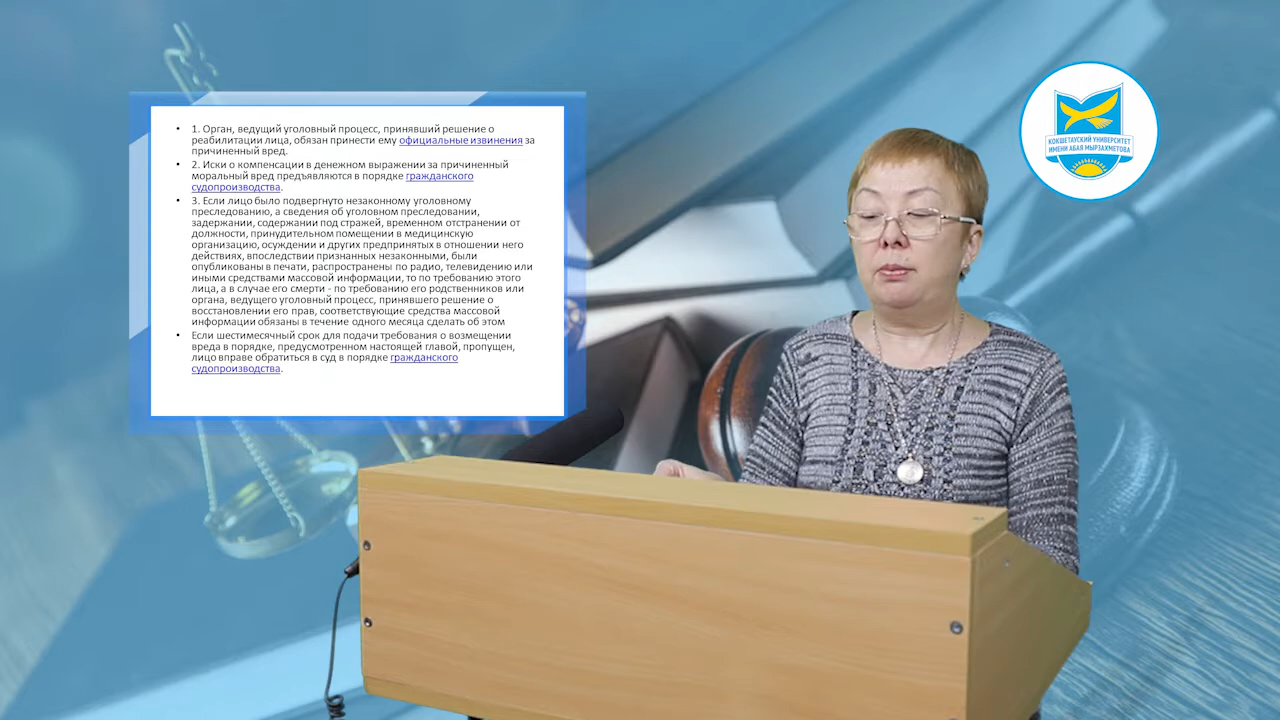 • 1. Орган, ведущий уголовный процесс, принявший решение о
реабилитации лица, обязан принести ему официальные извинения за
причиненный вред.
• 2. Иски о компенсации в денежном выражении за причиненный
моральный вред предъявляются в порядке гражданского
судопроизводства.
• 3. Если лицо было подвергнуто незаконному уголовному
преследованию, а сведения об уголовном преследовании,
задержании, содержании под стражей, временном отстранении от
должности, принудительном помещении в медицинскую
организацию, осуждении и других предпринятых в отношении него
действиях, впоследствии признанных незаконными, были
опубликованы в печати, распространены по радио, телевидению или
иными средствами массовой информации, то по требованию этого
лица, а в случае его смерти - по требованию его родственников или
органа, ведущего уголовный процесс, принявшего решение о
восстановлении его прав, соответствующие средства массовой
информации обязаны в течение одного месяца сделать об этом
• Если шестимесячный срок для подачи требования о возмещении
вреда в порядке, предусмотренном настоящей главой, пропущен,
лицо вправе обратиться в суд в порядке гражданского
судопроизводства.
КОКШЕТАУСКИЙ УНИВЕРСИТЕТ
ИМЕНИ АБАЯ МЫРЗАХМЕТОВА